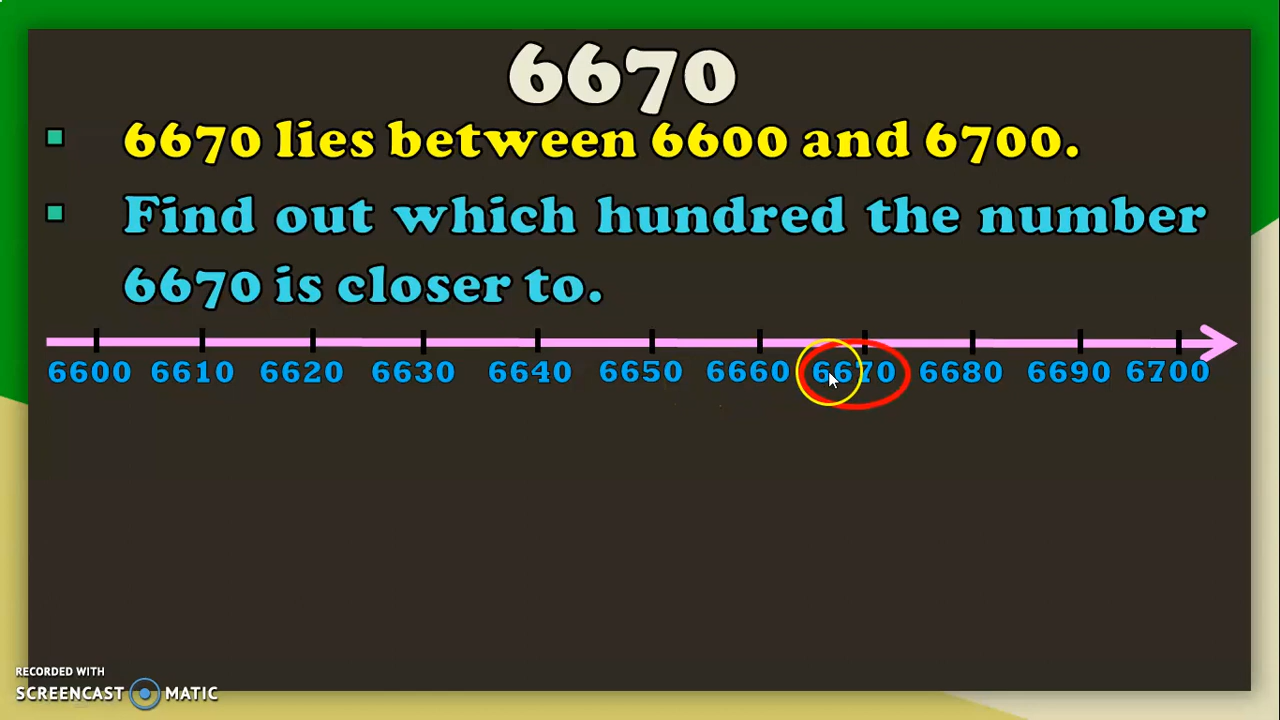 6670
6670 lies between 6600 and 6700.
Find out which hundred the number
6670 is closer to.
6600 6610 6620 6630 6640 6650 6660 6670 6680 6690 6700
RECORDED WITH
SCREENCAST MATIC